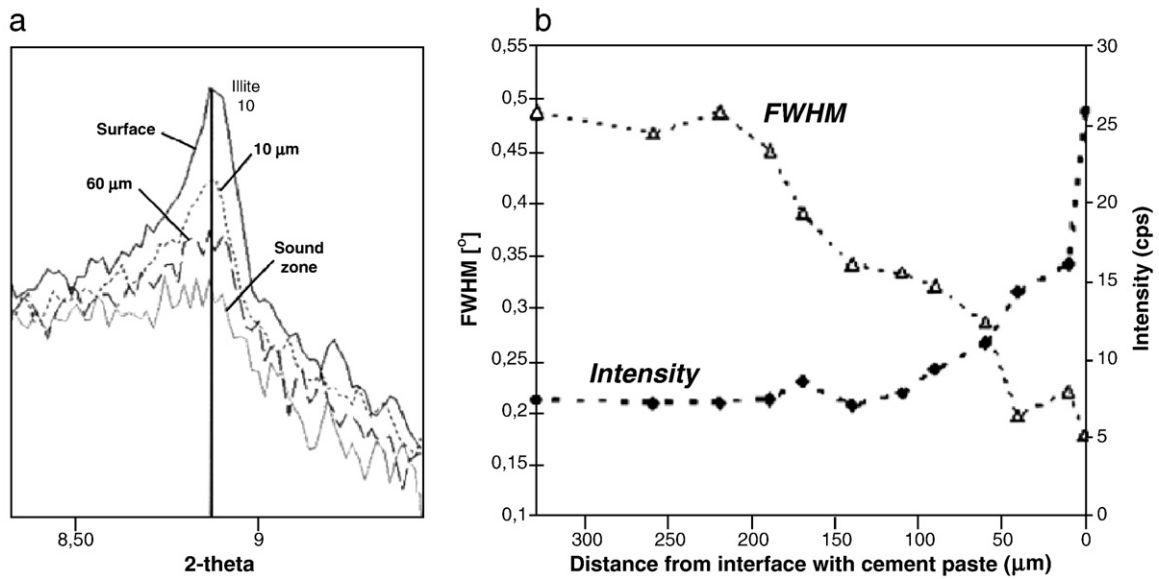 a
Illite
10
Surface
10 μm
60 μm
Sound
zone
8,50
9
2-theta
b
0,55
0,5
0,45
0,4
0,35
0,3
0,25
0,2
0,15
0,1
FWHM [°]
FWHM
Intensity
30
25
20
15
10
5
0
Intensity (cps)
300
250
200
150
100
50
0
Distance from interface with cement paste (μm)